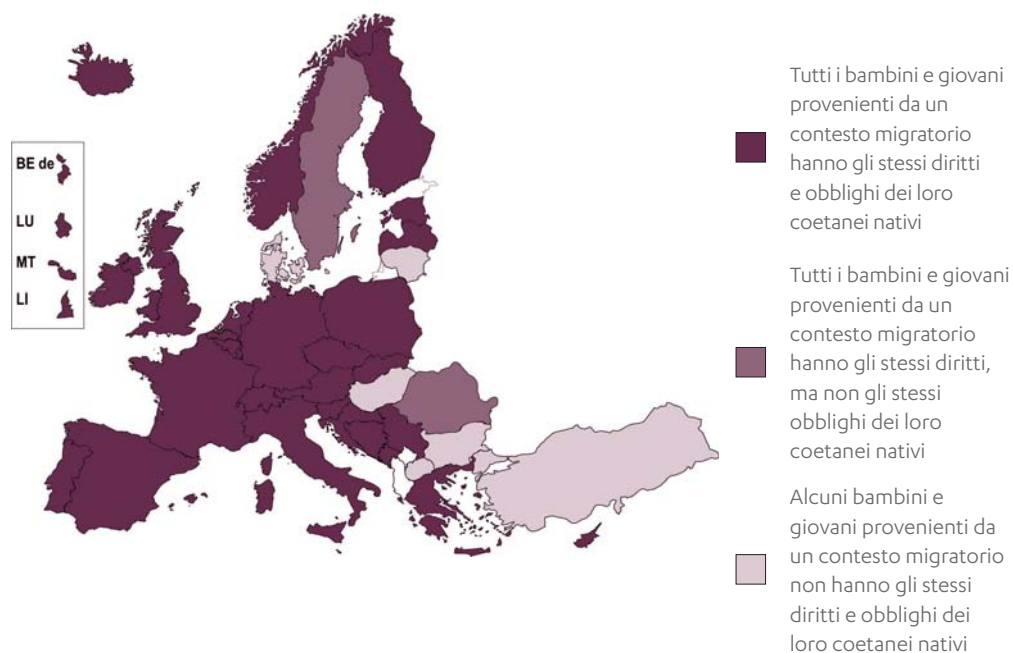 BE de
LU
MT
LI
Tutti i bambini e giovani
provenienti da un
contesto migratorio
hanno gli stessi diritti
e obblighi dei loro
coetanei nativi
Tutti i bambini e giovani
provenienti da un
contesto migratorio
hanno gli stessi diritti,
ma non gli stessi
obblighi dei loro
coetanei nativi
Alcuni bambini e
giovani provenienti da
un contesto migratorio
non hanno gli stessi
diritti e obblighi dei
loro coetanei nativi